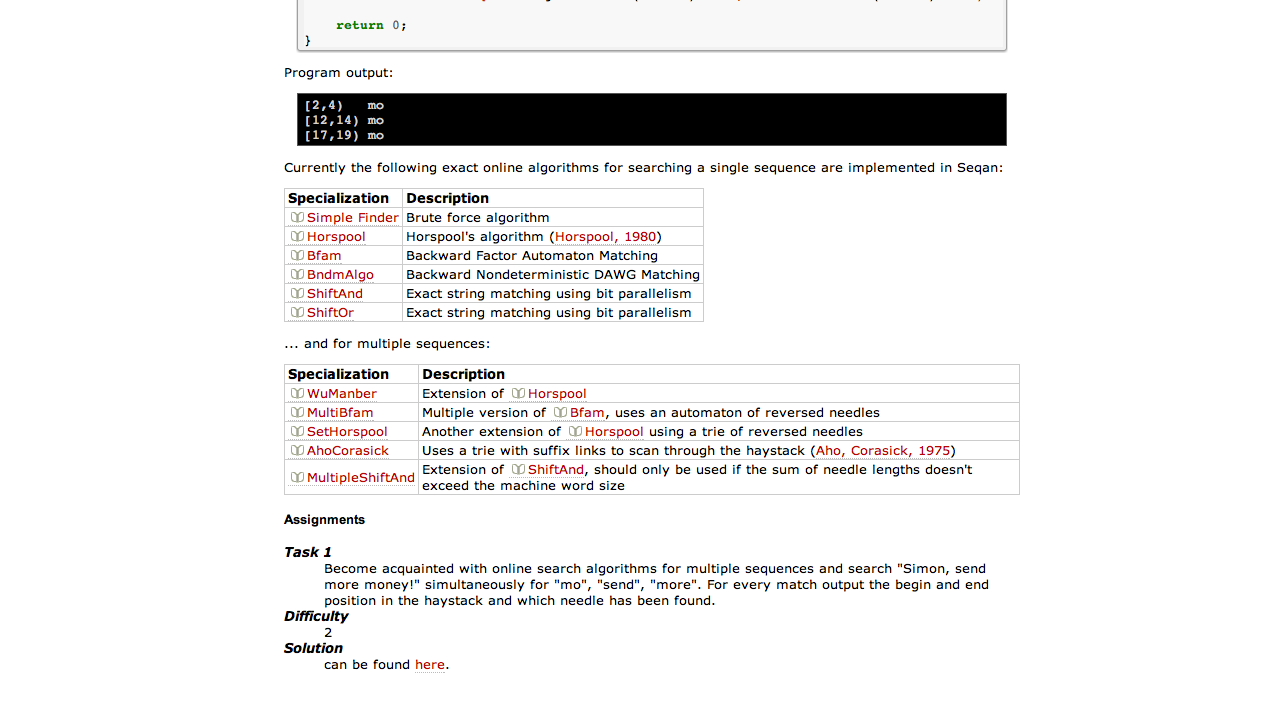 return 0;
}
Program output:
[2,4)   mo
[12,14) mo
[17,19) mo
Currently the following exact online algorithms for searching a single sequence are implemented in Seqan:
Specialization Description
Simple Finder Brute force algorithm
Horspool Horspool's algorithm (Horspool, 1980)
Bfam Backward Factor Automaton Matching
BndmAlgo Backward Nondeterministic DAWG Matching
ShiftAnd Exact string matching using bit parallelism
ShiftOr Exact string matching using bit parallelism
... and for multiple sequences:
Specialization Description
WuManber Extension of Horspool
MultiBfam Multiple version of Bfam, uses an automaton of reversed needles
SetHorspool Another extension of Horspool using a trie of reversed needles
AhoCorasick Uses a trie with suffix links to scan through the haystack (Aho, Corasick, 1975)
MultipleShiftAnd Extension of ShiftAnd, should only be used if the sum of needle lengths doesn't
exceed the machine word size
Assignments
Task 1
Become acquainted with online search algorithms for multiple sequences and search "Simon, send
more money!" simultaneously for "mo", "send", "more". For every match output the begin and end
position in the haystack and which needle has been found.
Difficulty
2
Solution
can be found here.